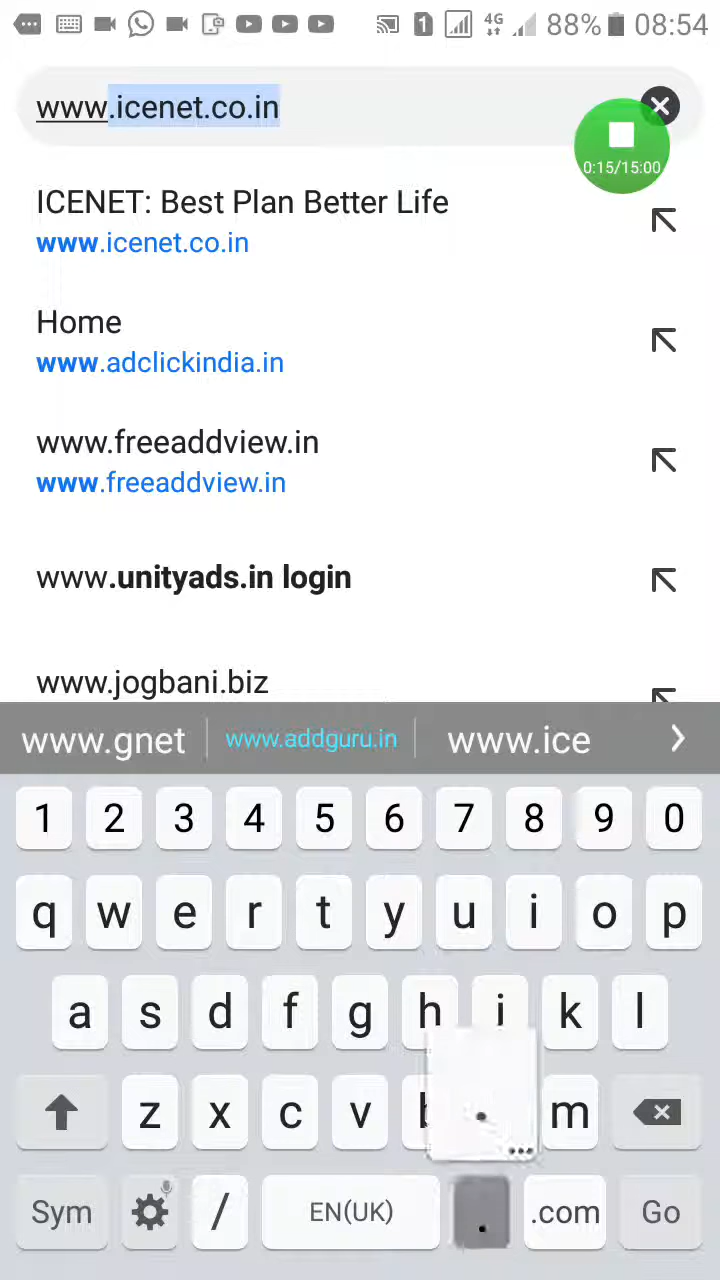 1 4G 88% 08:54
www.icenet.co.in
0:15/15:00
ICENET: Best Plan Better Life
www.icenet.co.in
Home
www.adclickindia.in
www.freeaddview.in
www.freeaddview.in
www.unityads.in login
www.jogbani.biz
www.gnet www.addguru.in www.ice
1 2 3 4 5 6 7 8 9 0
q w e r t y u i o p
a s d f g h j k l
z x c v b m
Sym / EN(UK) . .com Go